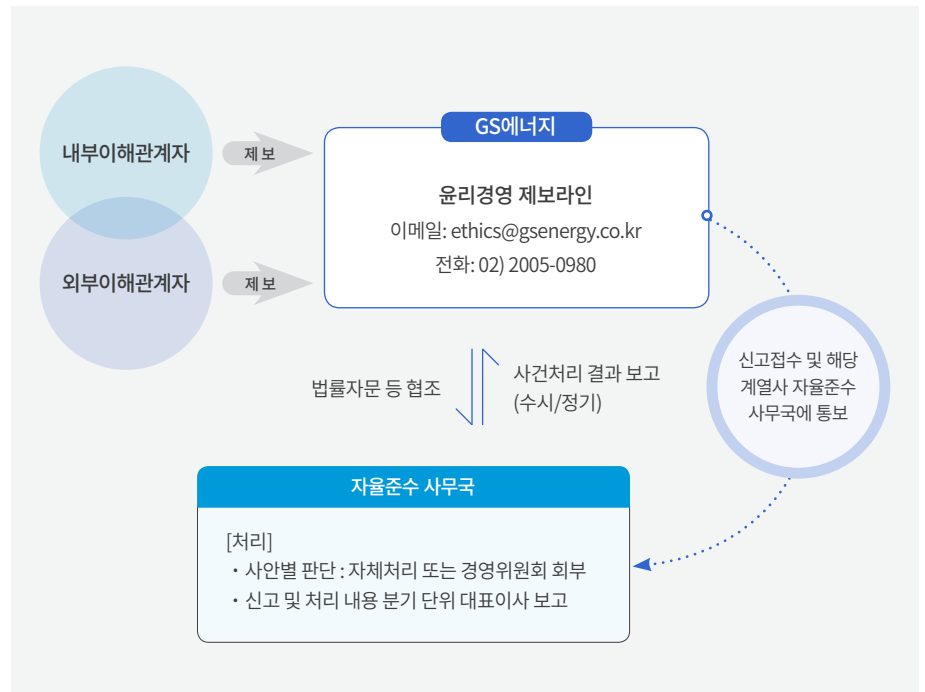 GS에너지
내부이해관계자
제보
윤리경영 제보라인
이메일: ethics@gsenergy.co.kr
전화: 02) 2005-0980
외부이해관계자
제보
신고접수 및 해당
계열사 자율준수
사무국에 통보
법률자문 등 협조
사건처리 결과 보고
(수시/정기)
자율준수 사무국
[처리]
・사안별 판단 : 자체처리 또는 경영위원회 회부
・신고 및 처리 내용 분기 단위 대표이사 보고